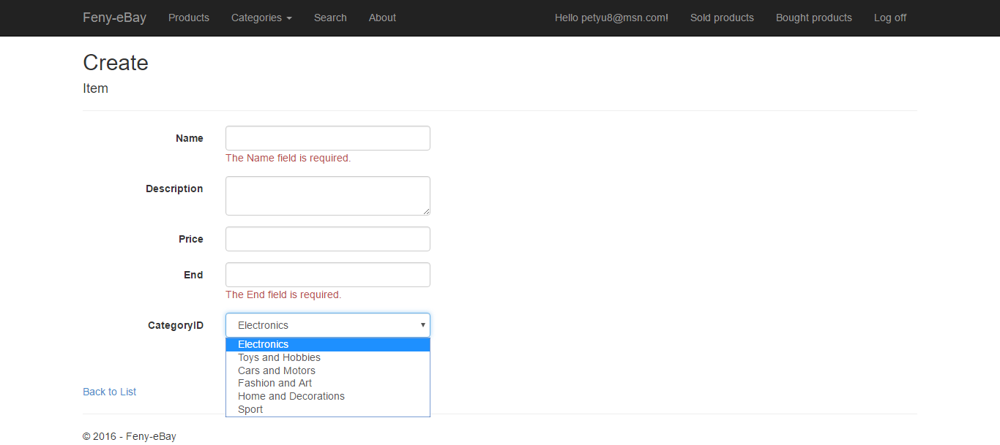 Feny-eBay Products Categories Search About Hello petyu8@msn.com! Sold products Bought products Log off
Create
Item
Name
The Name field is required.
Description
Price
End
The End field is required.
CategoryID Electronics
Electronics
Toys and Hobbies
Cars and Motors
Fashion and Art
Home and Decorations
Sport
Back to List
© 2016 - Feny-eBay